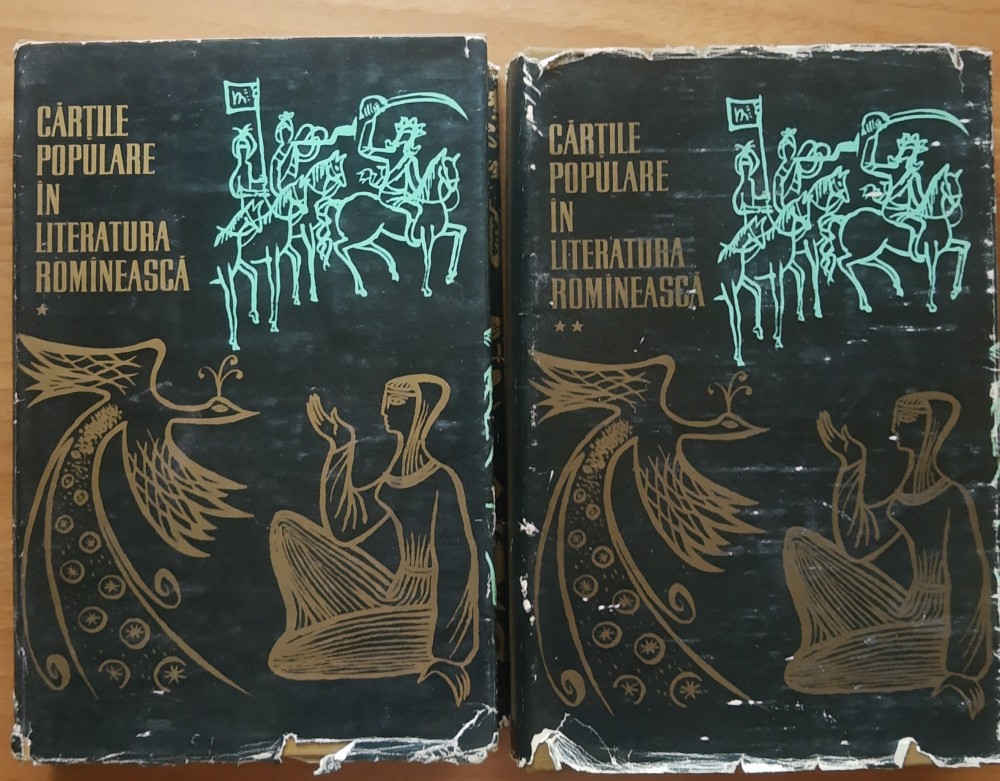 CĂRȚILE
POPULARE
ÎN
LITERATURA
ROMÎNEASCĂ
*
CĂRȚILE
POPULARE
ÎN
LITERATURA
ROMÎNEASCĂ
**